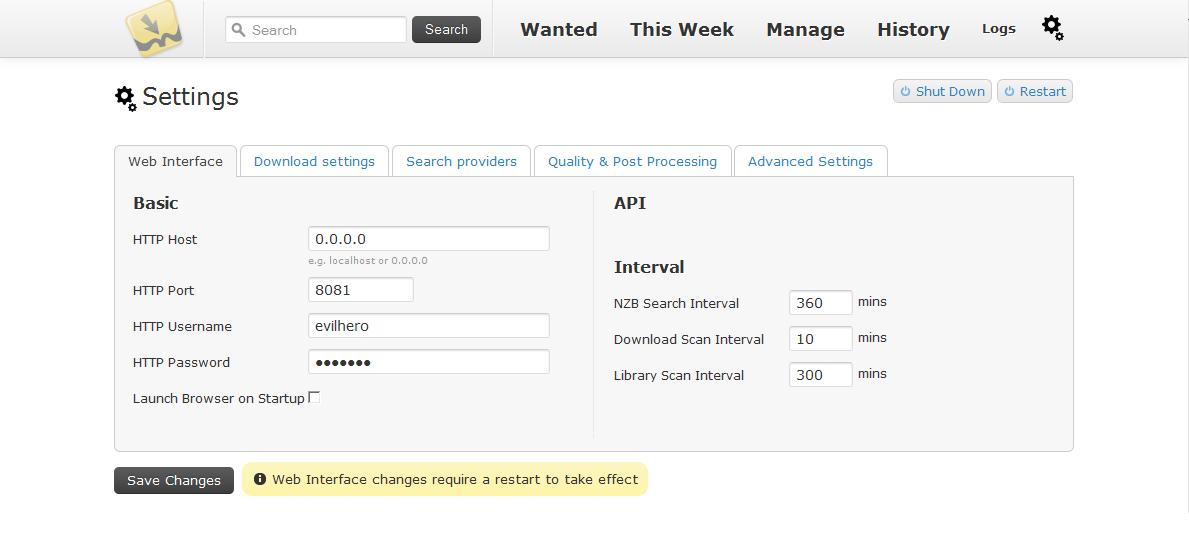 Search Search Wanted This Week Manage History Logs
Settings Shut Down Restart
Web Interface Download settings Search providers Quality & Post Processing Advanced Settings
Basic
HTTP Host 0.0.0.0
e.g. localhost or 0.0.0.0
HTTP Port 8081
HTTP Username evilhero
HTTP Password •••••••
Launch Browser on Startup
API
Interval
NZB Search Interval 360 mins
Download Scan Interval 10 mins
Library Scan Interval 300 mins
Save Changes Web Interface changes require a restart to take effect